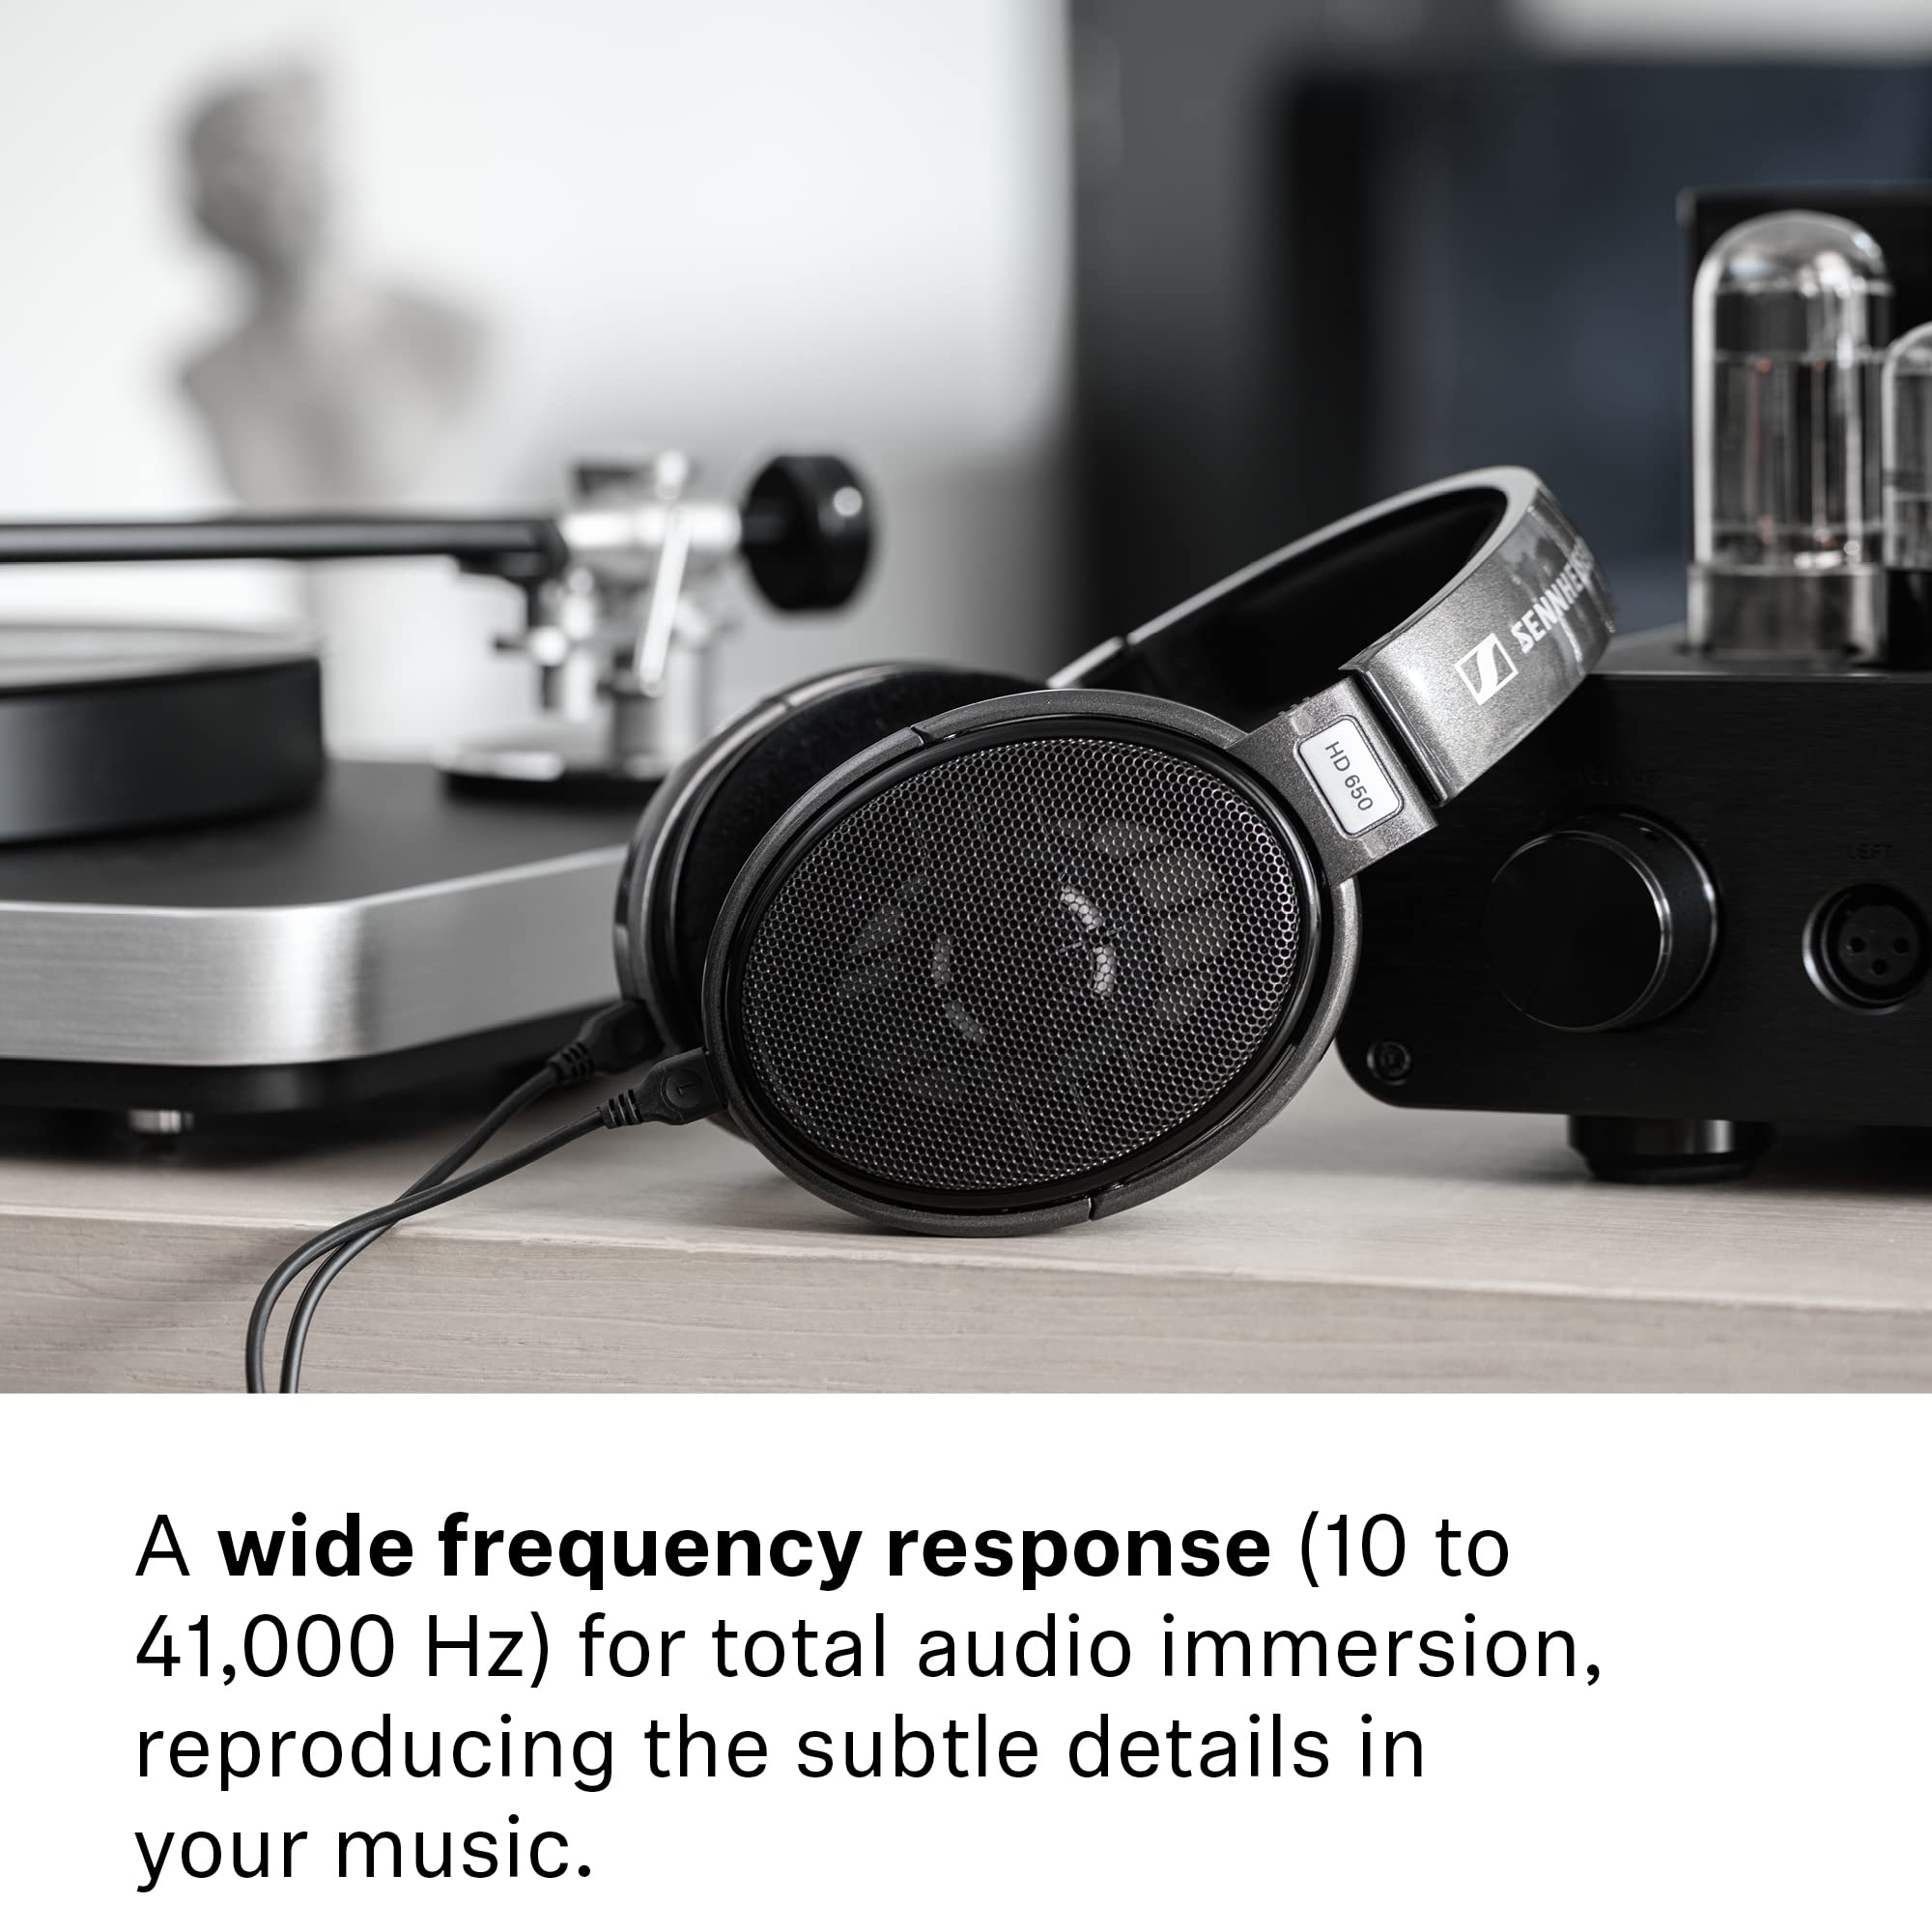 SENNHEISER
HD 650
LEFT
A wide frequency response (10 to
41,000 Hz) for total audio immersion,
reproducing the subtle details in
your music.